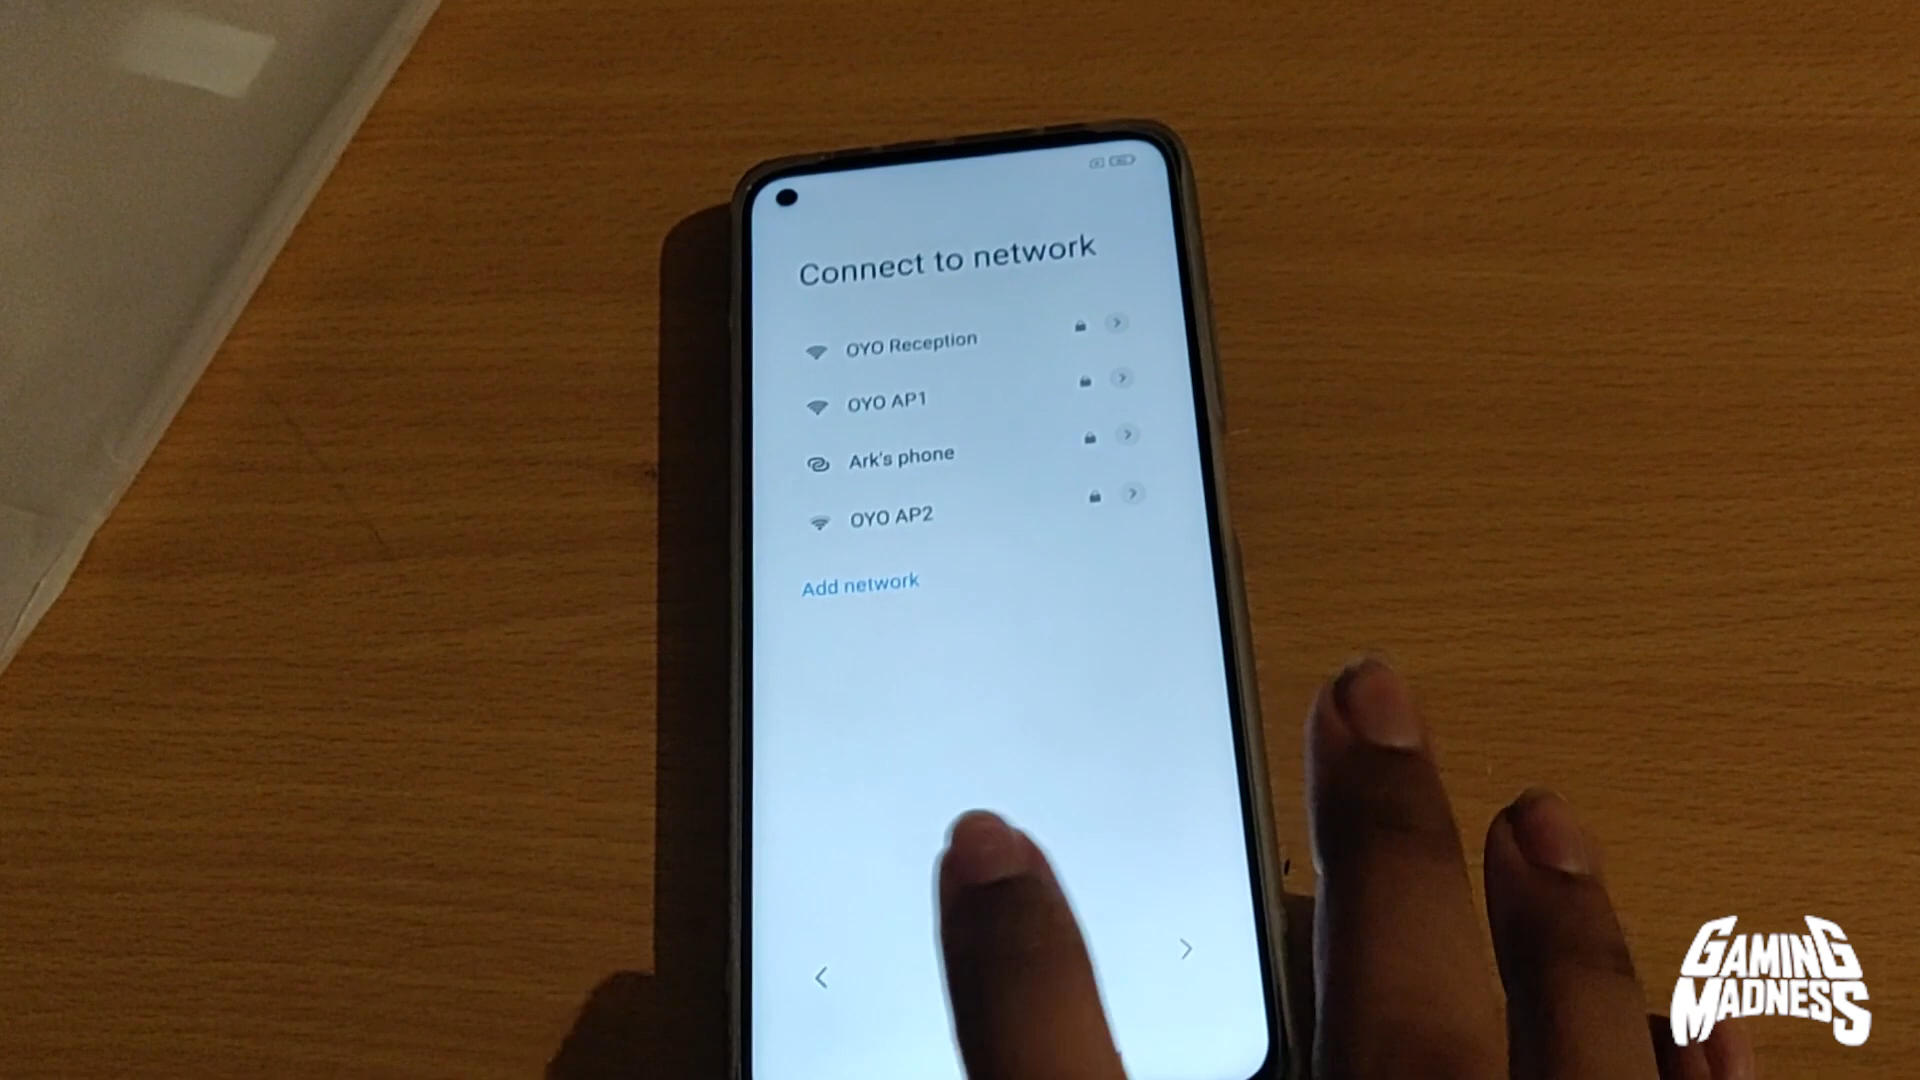 Connect to network
OYO Reception
OYO AP1
Ark's phone
OYO AP2
Add network
GAMING
MADNESS